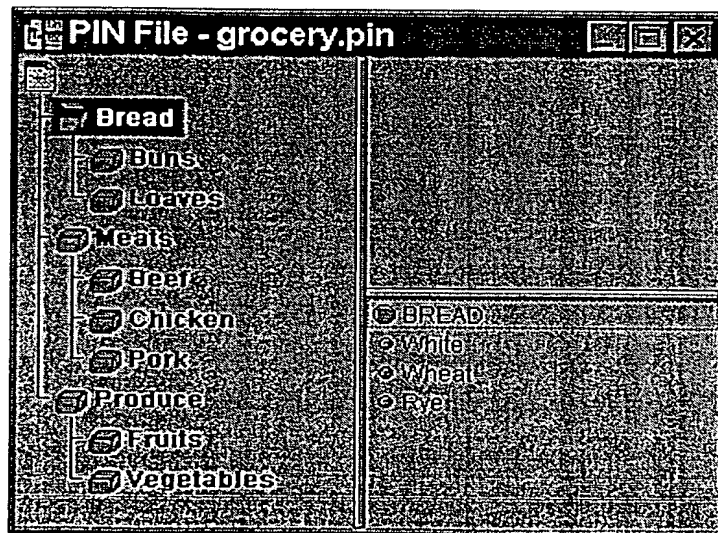 PIN File - grocery.pin
Bread
Buns
Loaves
Meats
Beef
Chicken
Pork
Produce
Fruits
Vegetables
BREAD
White
Wheat
Rye